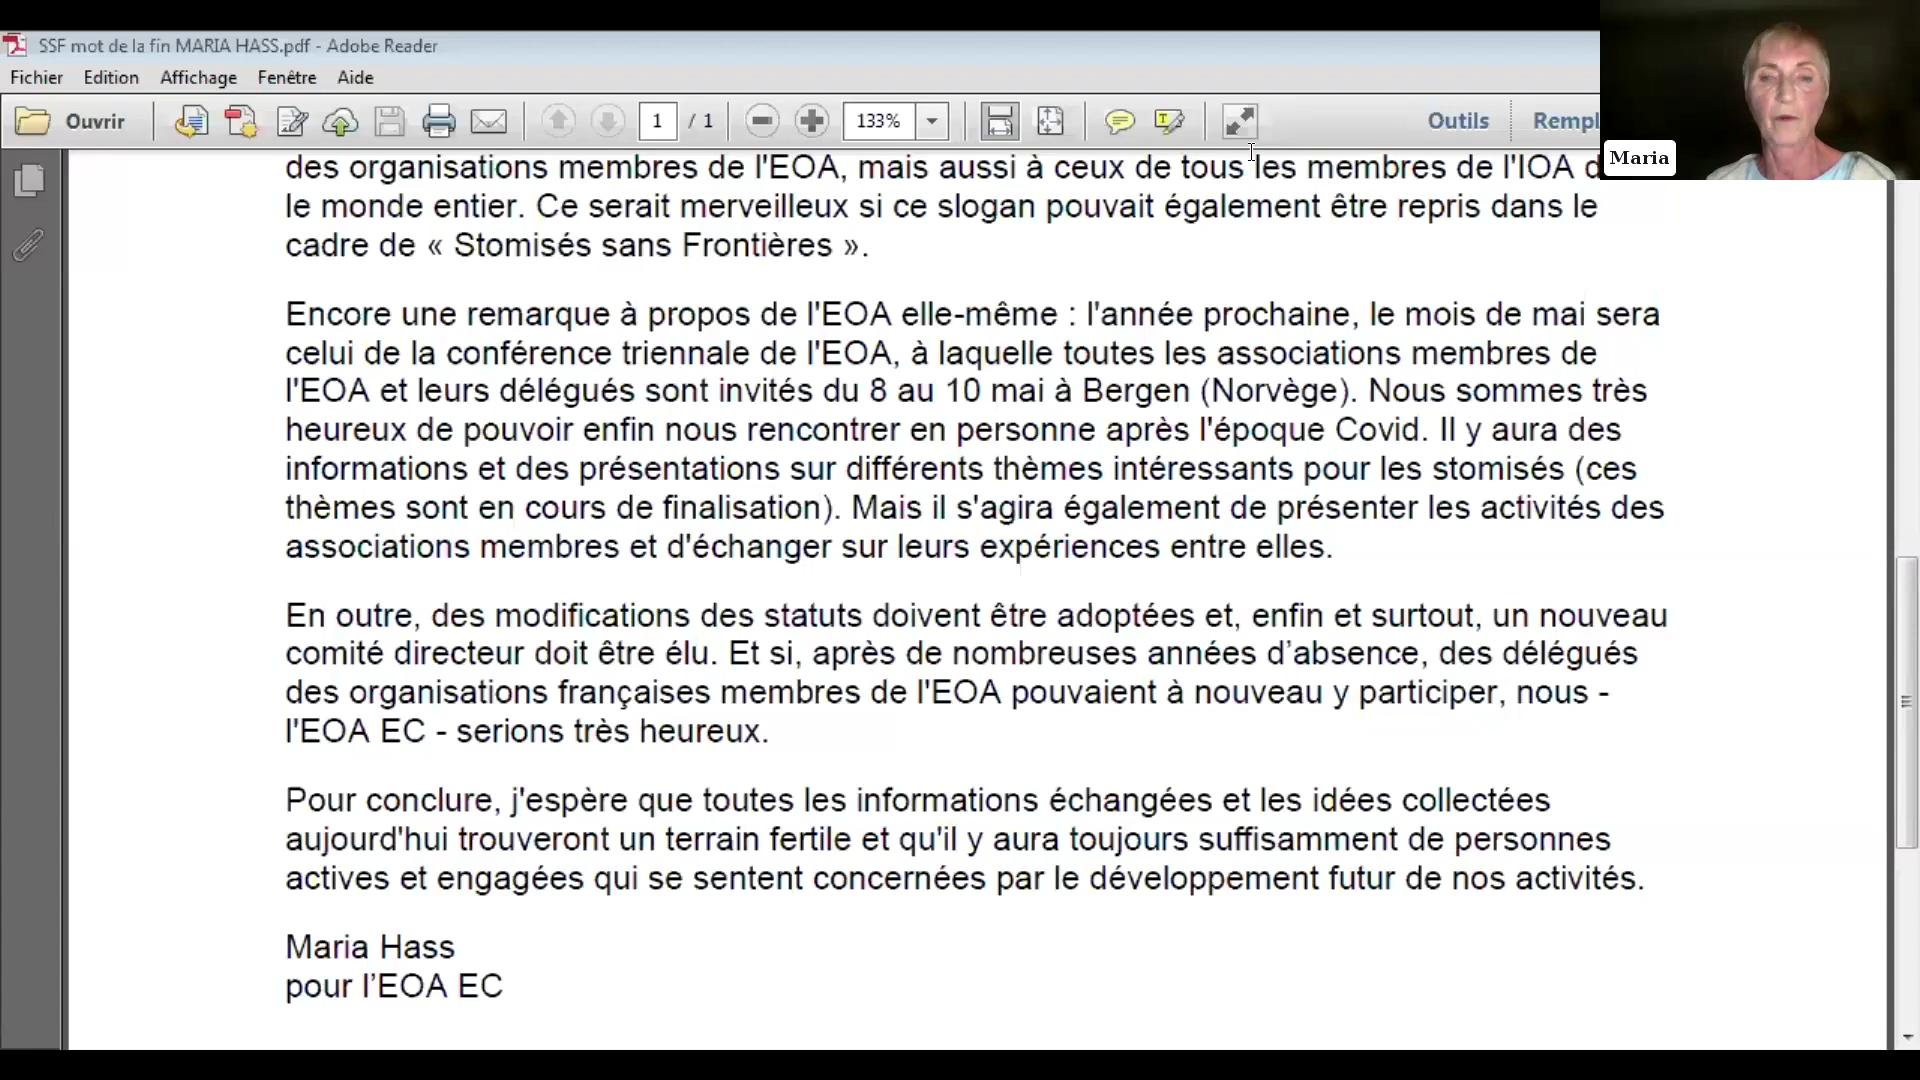 SSF mot de la fin MARIA HASS.pdf - Adobe Reader
Fichier Edition Affichage Fenêtre Aide
Ouvrir 1 / 1 133% Outils Rempl
Maria
des organisations membres de l'EOA, mais aussi à ceux de tous les membres de l'IOA
le monde entier. Ce serait merveilleux si ce slogan pouvait également être repris dans le
cadre de « Stomisés sans Frontières ».
Encore une remarque à propos de l'EOA elle-même : l'année prochaine, le mois de mai sera
celui de la conférence triennale de l'EOA, à laquelle toutes les associations membres de
l'EOA et leurs délégués sont invités du 8 au 10 mai à Bergen (Norvège). Nous sommes très
heureux de pouvoir enfin nous rencontrer en personne après l'époque Covid. Il y aura des
informations et des présentations sur différents thèmes intéressants pour les stomisés (ces
thèmes sont en cours de finalisation). Mais il s'agira également de présenter les activités des
associations membres et d'échanger sur leurs expériences entre elles.
En outre, des modifications des statuts doivent être adoptées et, enfin et surtout, un nouveau
comité directeur doit être élu. Et si, après de nombreuses années d’absence, des délégués
des organisations françaises membres de l'EOA pouvaient à nouveau y participer, nous -
l'EOA EC - serions très heureux.
Pour conclure, j'espère que toutes les informations échangées et les idées collectées
aujourd'hui trouveront un terrain fertile et qu'il y aura toujours suffisamment de personnes
actives et engagées qui se sentent concernées par le développement futur de nos activités.
Maria Hass
pour l’EOA EC